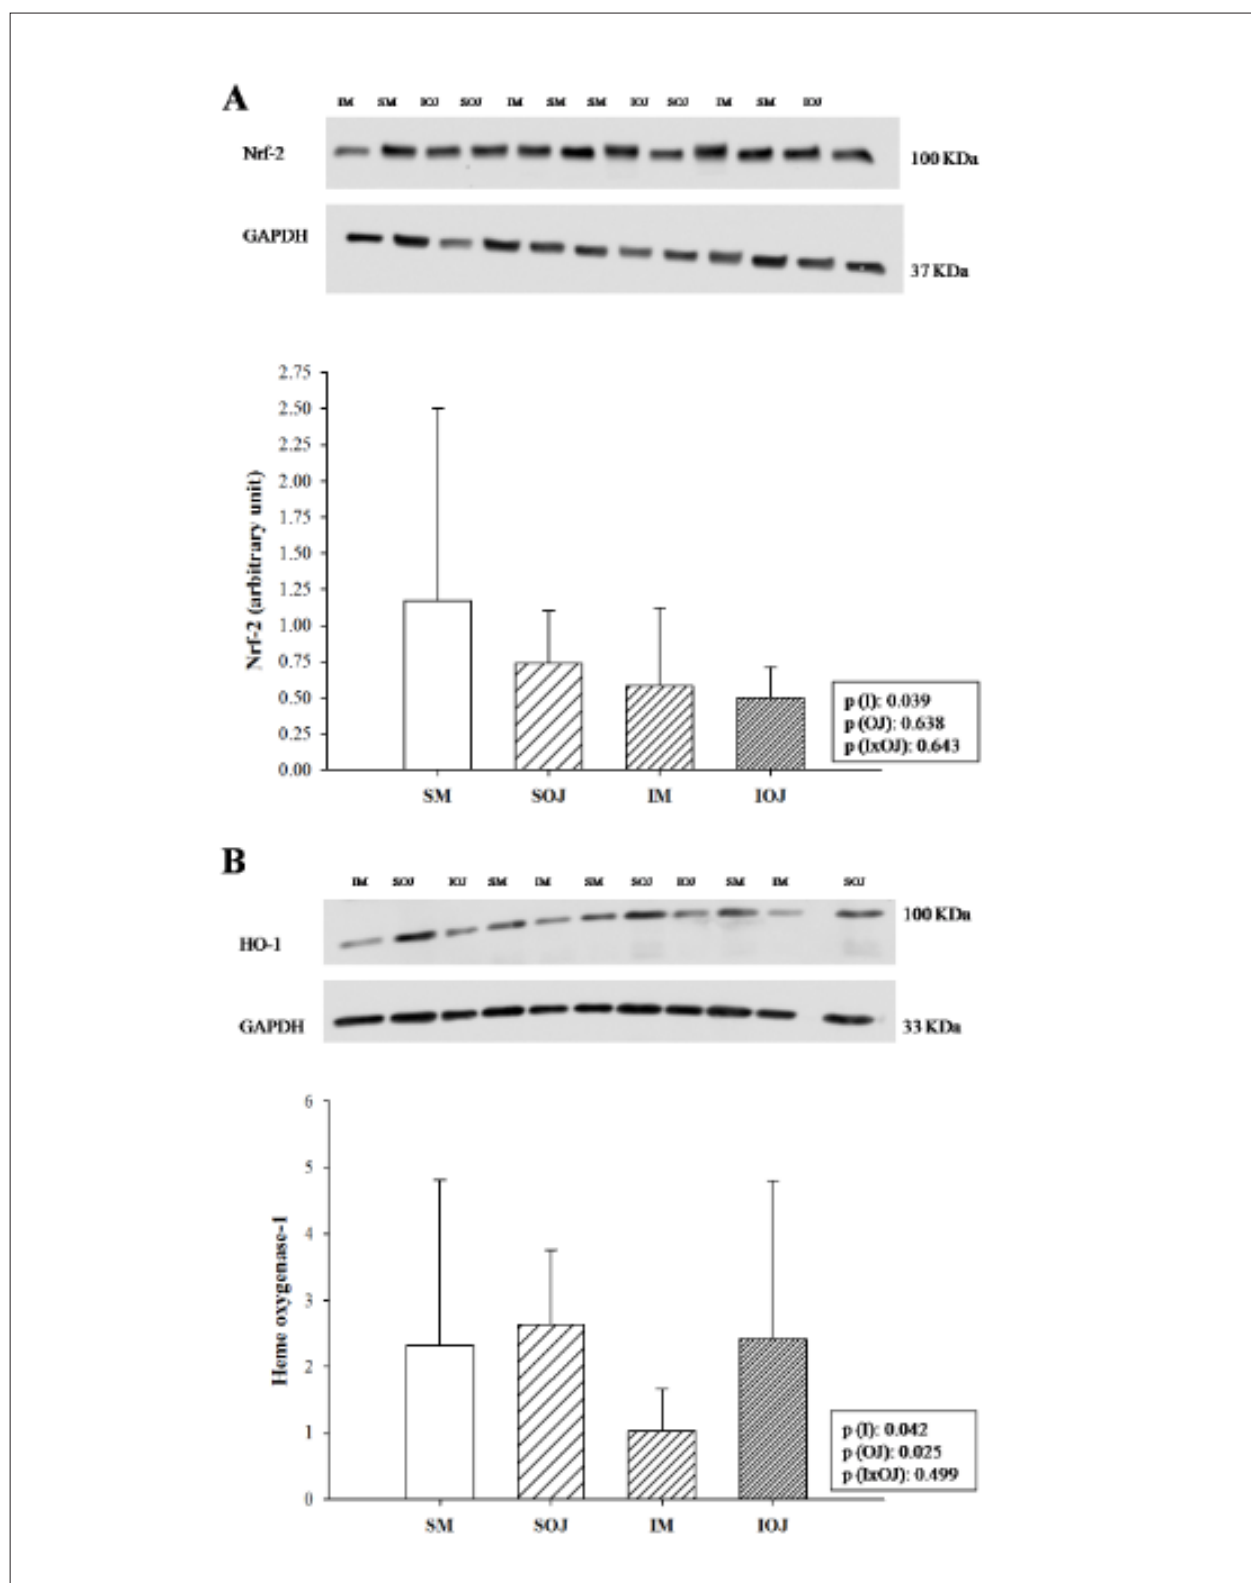 A
IM SM IOJ SOJ IM SM SM IOJ SOJ IM SM IOJ
Nrf-2
100 KDa
GAPDH
37 KDa
2.75
2.50
2.25
2.00
1.75
1.50
1.25
1.00
0.75
0.50
0.25
0.00
Nrf-2 (arbitrary unit)
p (I): 0.039
p (OJ): 0.638
p (IxOJ): 0.643
SM SOJ IM IOJ
B
IM SOJ IOJ SM IM SM SOJ IOJ SM IM SOJ
100 KDa
HO-1
GAPDH
33 KDa
6
5
4
3
2
1
0
Heme oxygenase-1
p (I): 0.042
p (OJ): 0.025
p (IxOJ): 0.499
SM SOJ IM IOJ